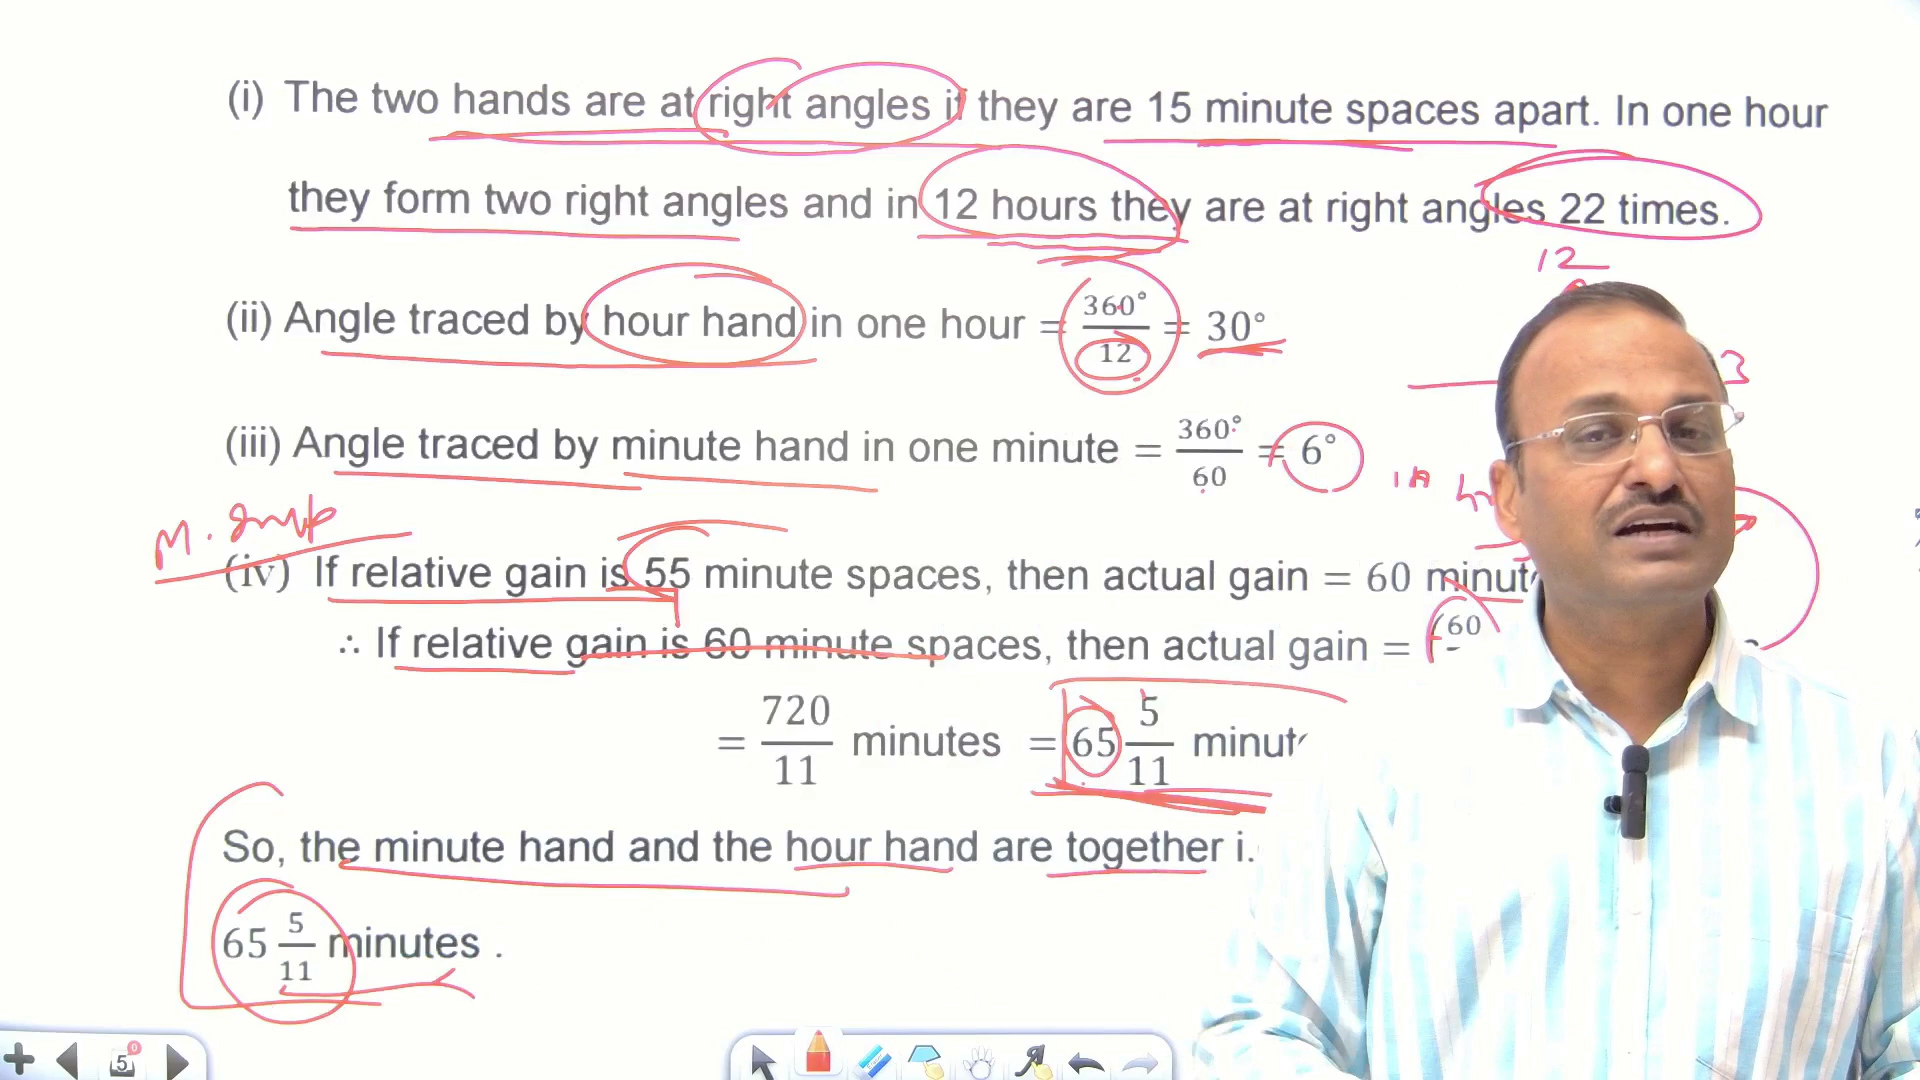 (i) The two hands are at right angles if they are 15 minute spaces apart. In one hour
they form two right angles and in 12 hours they are at right angles 22 times.
12
(ii) Angle traced by hour hand in one hour = 360°/12 = 30°
3
(iii) Angle traced by minute hand in one minute = 360°/60 = 6°
M. Imp
(iv) If relative gain is 55 minute spaces, then actual gain = 60
∴ If relative gain is 60 minute spaces, then actual gain = (60
= 720/11 minutes = 65 5/11
So, the minute hand and the hour hand are together i.
65 5/11 minutes .
5
0